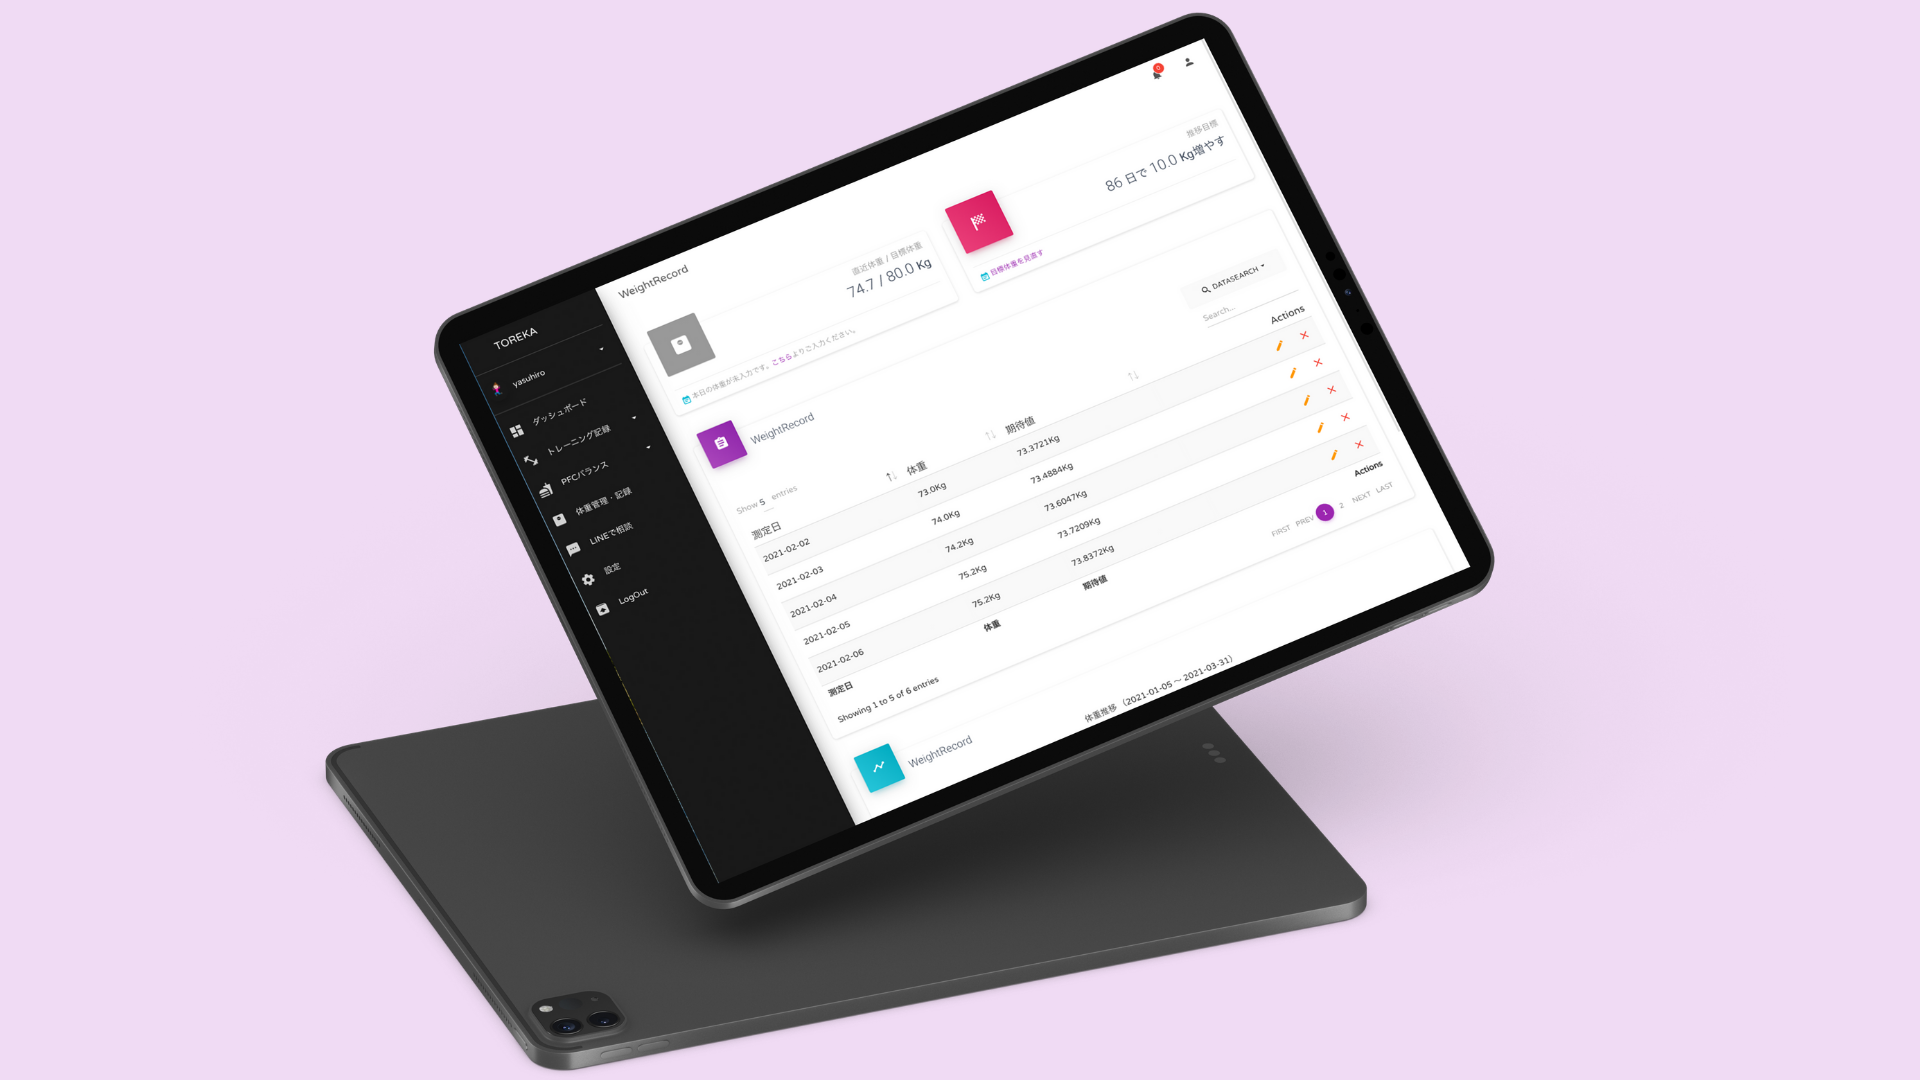 TOREKA
yasuhiro
ダッシュボード
トレーニング記録
PFCバランス
体重管理・記録
LINEで相談
設定
LogOut
WeightRecord
直近体重 / 目標体重
74.7 / 80.0 Kg
本日の体重が未入力です。こちらよりご入力ください。
推移目標
86 日で 10.0 Kg増やす
目標体重を見直す
WeightRecord
DATASEARCH
Search...
Show 5 entries
測定日 体重 期待値 Actions
2021-02-02 73.0Kg 73.3721Kg
2021-02-03 74.0Kg 73.4884Kg
2021-02-04 74.2Kg 73.6047Kg
2021-02-05 75.2Kg 73.7209Kg
2021-02-06 75.2Kg 73.8372Kg
測定日 体重 期待値 Actions
Showing 1 to 5 of 6 entries
FIRST PREV 1 2 NEXT LAST
WeightRecord
体重推移 （2021-01-05 ～ 2021-03-31）